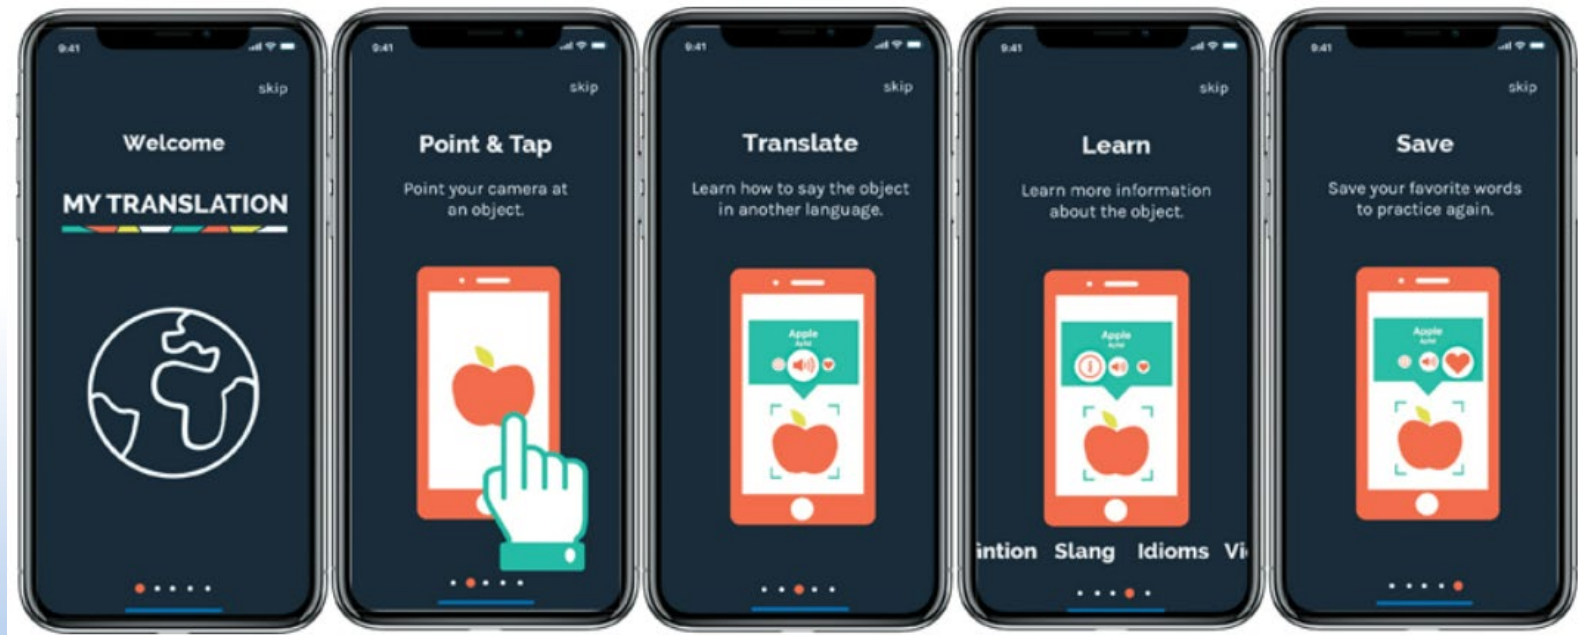 9:41
skip
Welcome
MY TRANSLATION
9:41
skip
Point & Tap
Point your camera at
an object.
9:41
skip
Translate
Learn how to say the object
in another language.
Apple
9:41
skip
Learn
Learn more information
about the object.
Apple
i
intion Slang Idioms Vi
9:41
skip
Save
Save your favorite words
to practice again.
Apple